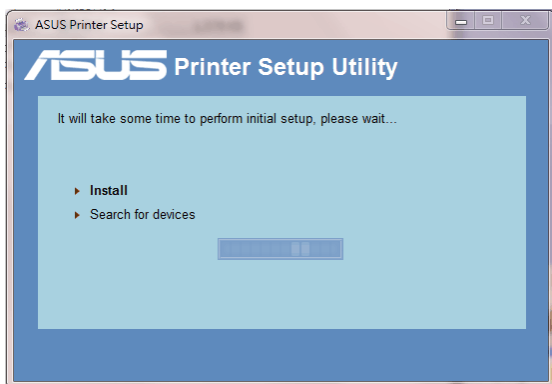 ASUS Printer Setup
ASUS Printer Setup Utility
It will take some time to perform initial setup, please wait...
Install
Search for devices